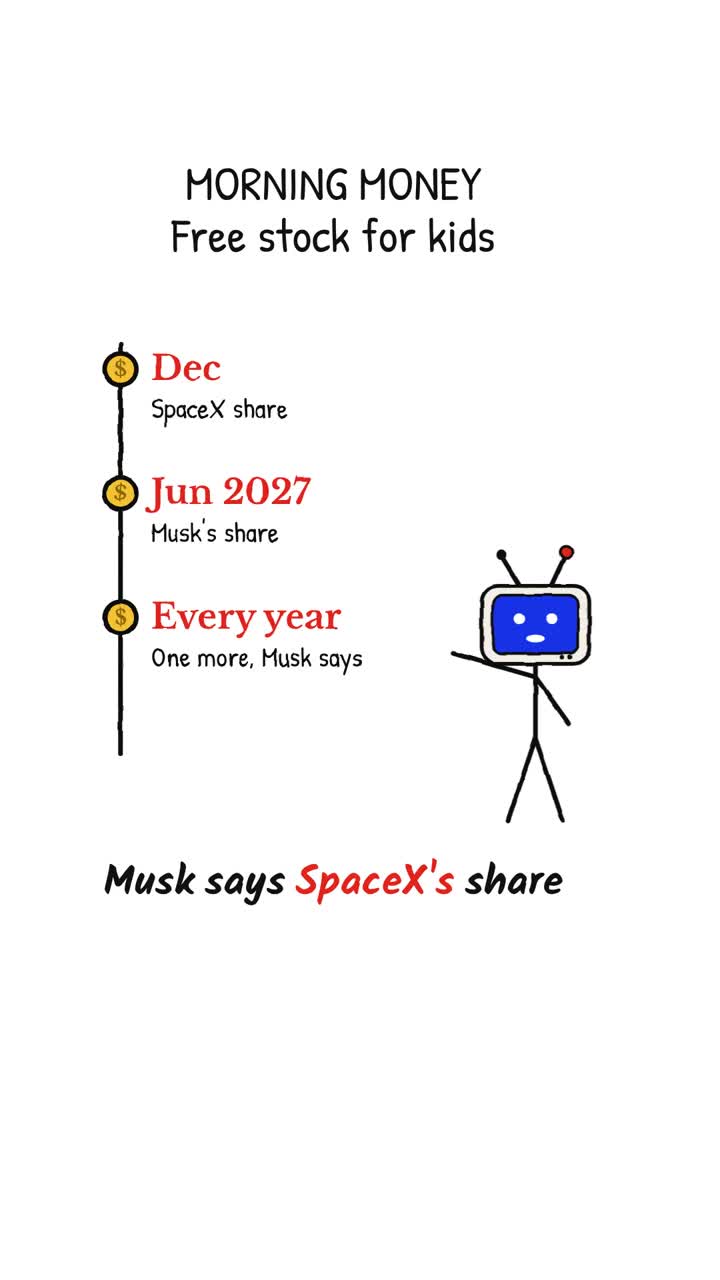 MORNING MONEY
Free stock for kids
$ Dec
SpaceX share
$ Jun 2027
Musk's share
$ Every year
One more, Musk says
Musk says SpaceX's share